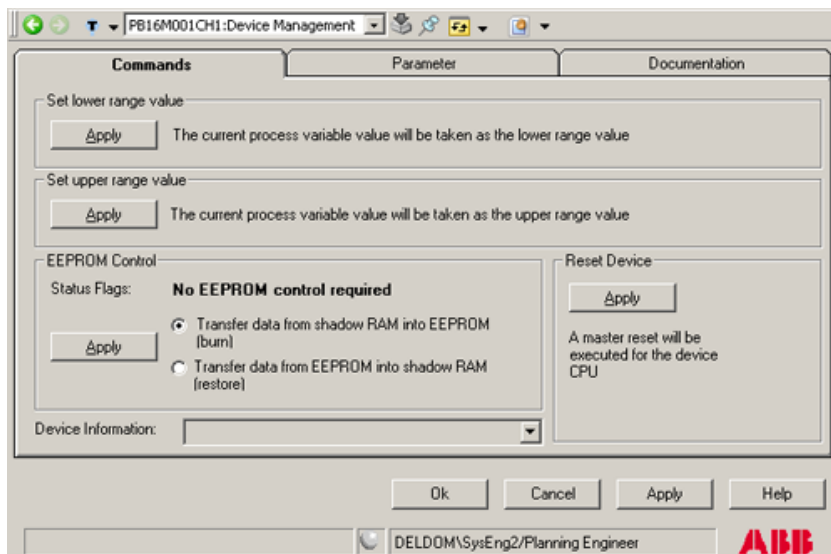 PB16M001CH1:Device Management
Commands
Parameter
Documentation
Set lower range value
Apply
The current process variable value will be taken as the lower range value
Set upper range value
Apply
The current process variable value will be taken as the upper range value
EEPROM Control
Status Flags:
No EEPROM control required
Apply
Transfer data from shadow RAM into EEPROM
(burn)
Transfer data from EEPROM into shadow RAM
(restore)
Reset Device
Apply
A master reset will be
executed for the device
CPU
Device Information:
Ok
Cancel
Apply
Help
DELDOM\SysEng2/Planning Engineer
ABB